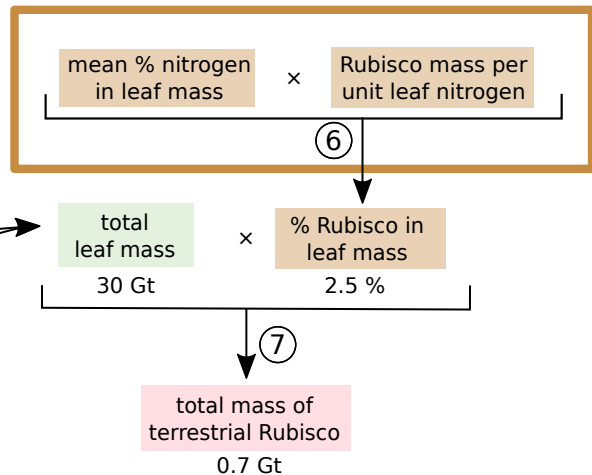 mean % nitrogen
in leaf mass
×
Rubisco mass per
unit leaf nitrogen
6
total
leaf mass
×
% Rubisco in
leaf mass
30 Gt
2.5 %
7
total mass of
terrestrial Rubisco
0.7 Gt